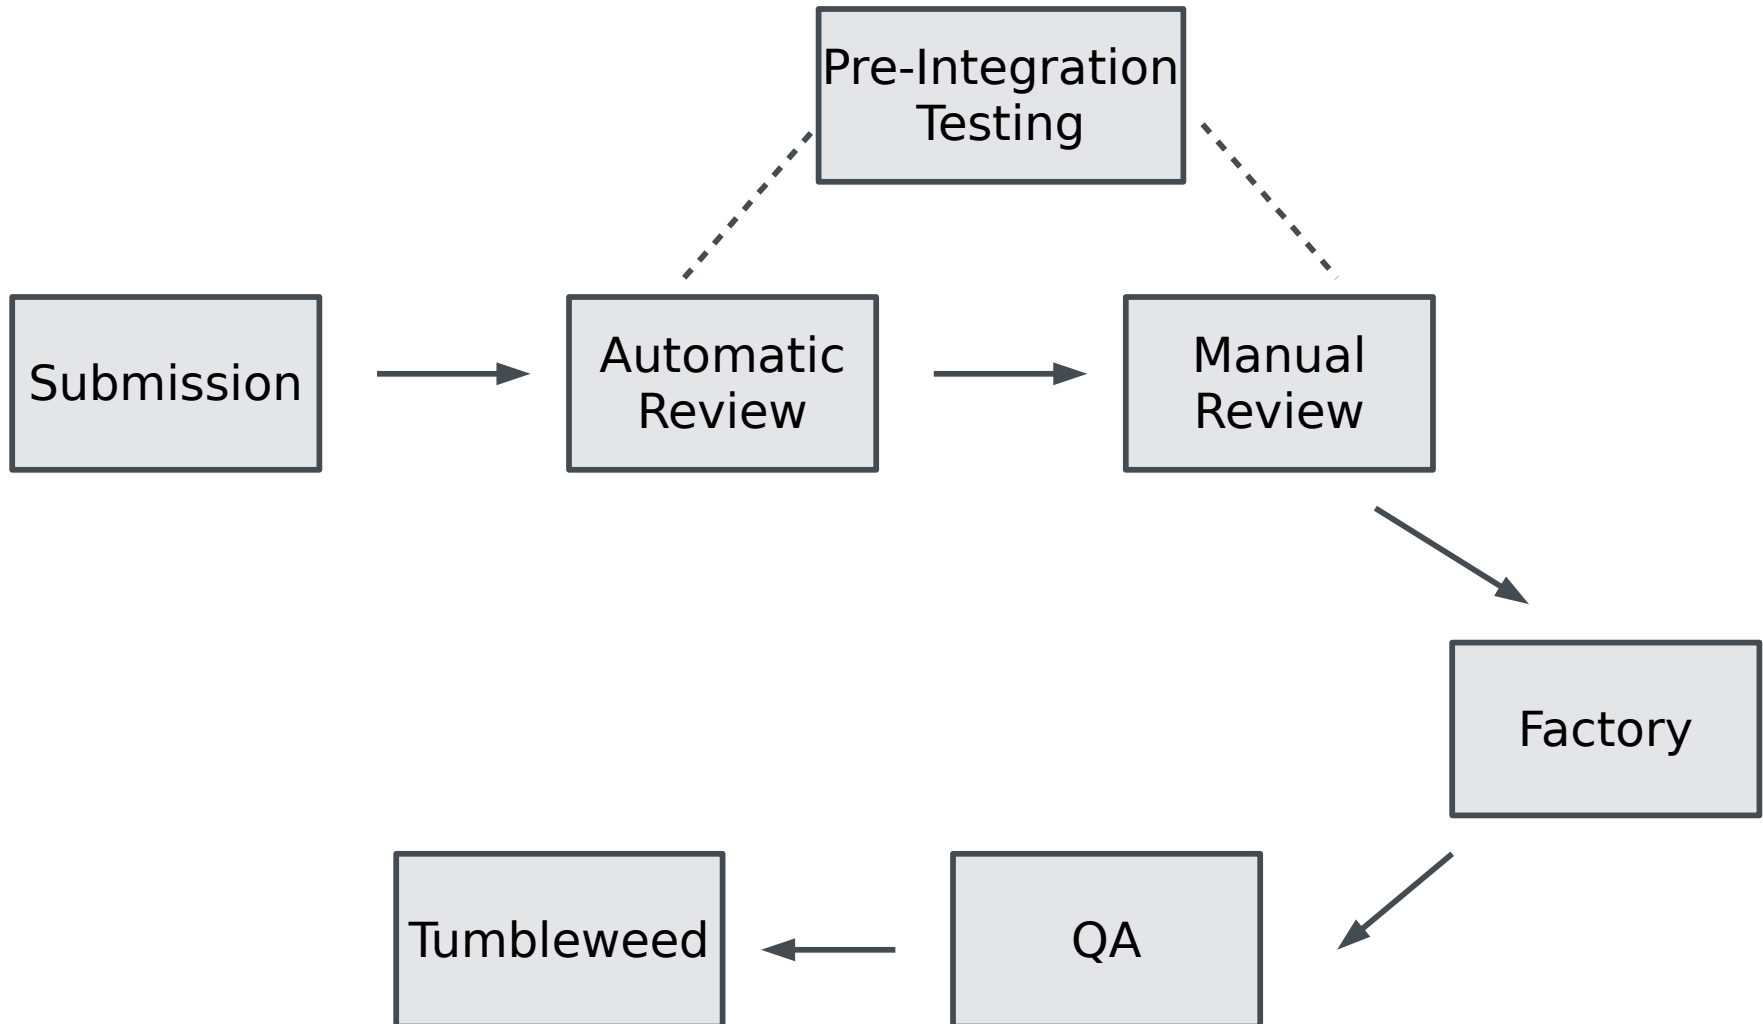 Pre-Integration
Testing
Submission
Automatic
Review
Manual
Review
Factory
Tumbleweed
QA